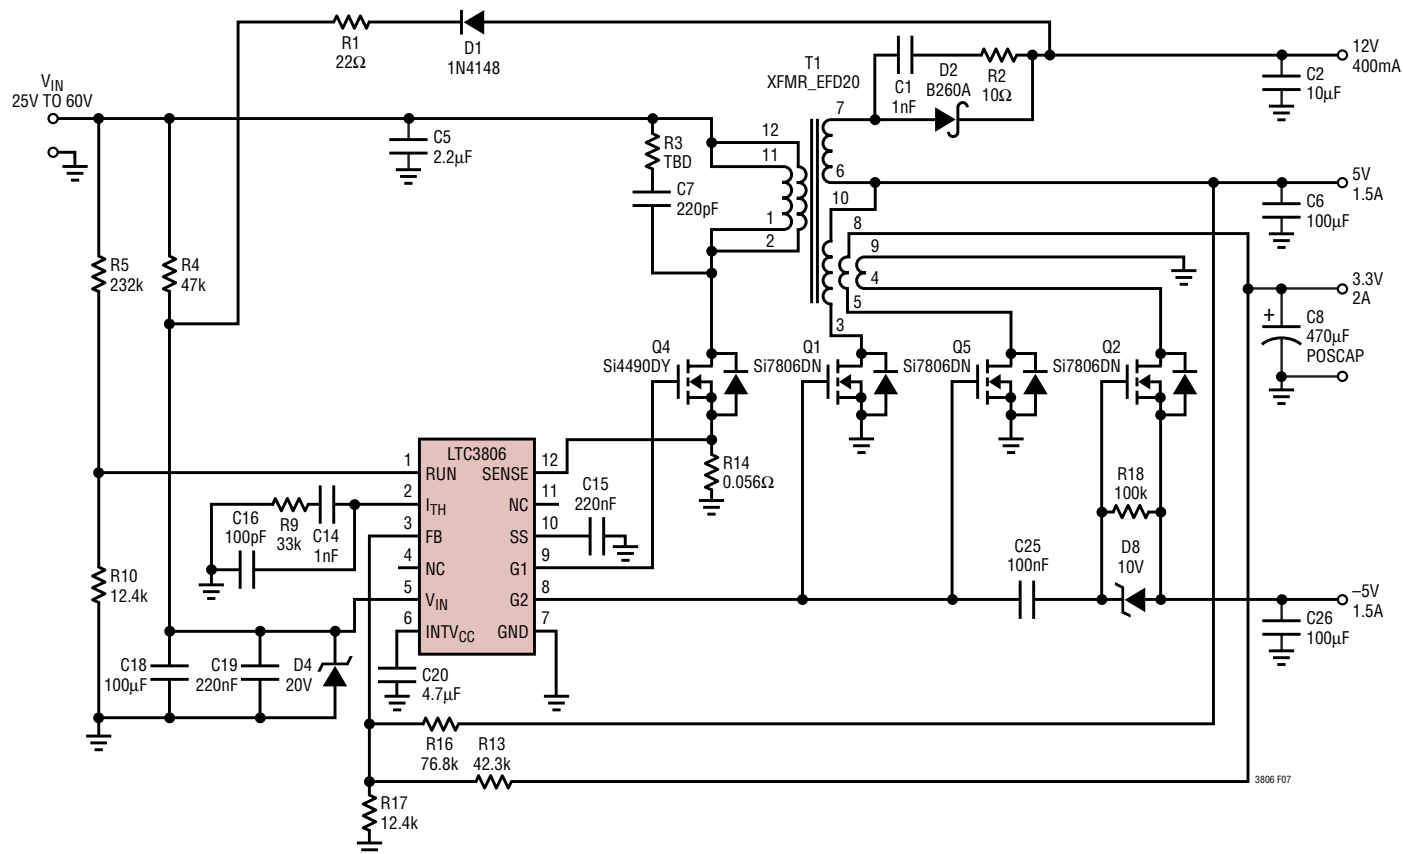 R1
22Ω
D1
1N4148
VIN
25V TO 60V
T1
XFMR_EFD20
C1
1nF
D2
B260A
R2
10Ω
12V
400mA
C2
10µF
C5
2.2µF
R3
TBD
C7
220pF
12
11
1
2
7
6
10
8
9
4
5
3
5V
1.5A
C6
100µF
3.3V
2A
+
C8
470µF
POSCAP
R5
232k
R4
47k
Q4
Si4490DY
Q1
Si7806DN
Q5
Si7806DN
Q2
Si7806DN
LTC3806
1
RUN
2
ITH
3
FB
4
NC
5
VIN
6
INTVCC
SENSE
12
NC
11
SS
10
G1
9
G2
8
GND
7
R14
0.056Ω
C15
220nF
C16
100pF
R9
33k
C14
1nF
R10
12.4k
R18
100k
C25
100nF
D8
10V
–5V
1.5A
C26
100µF
C18
100µF
C19
220nF
D4
20V
C20
4.7µF
R16
76.8k
R13
42.3k
R17
12.4k
3806 F07